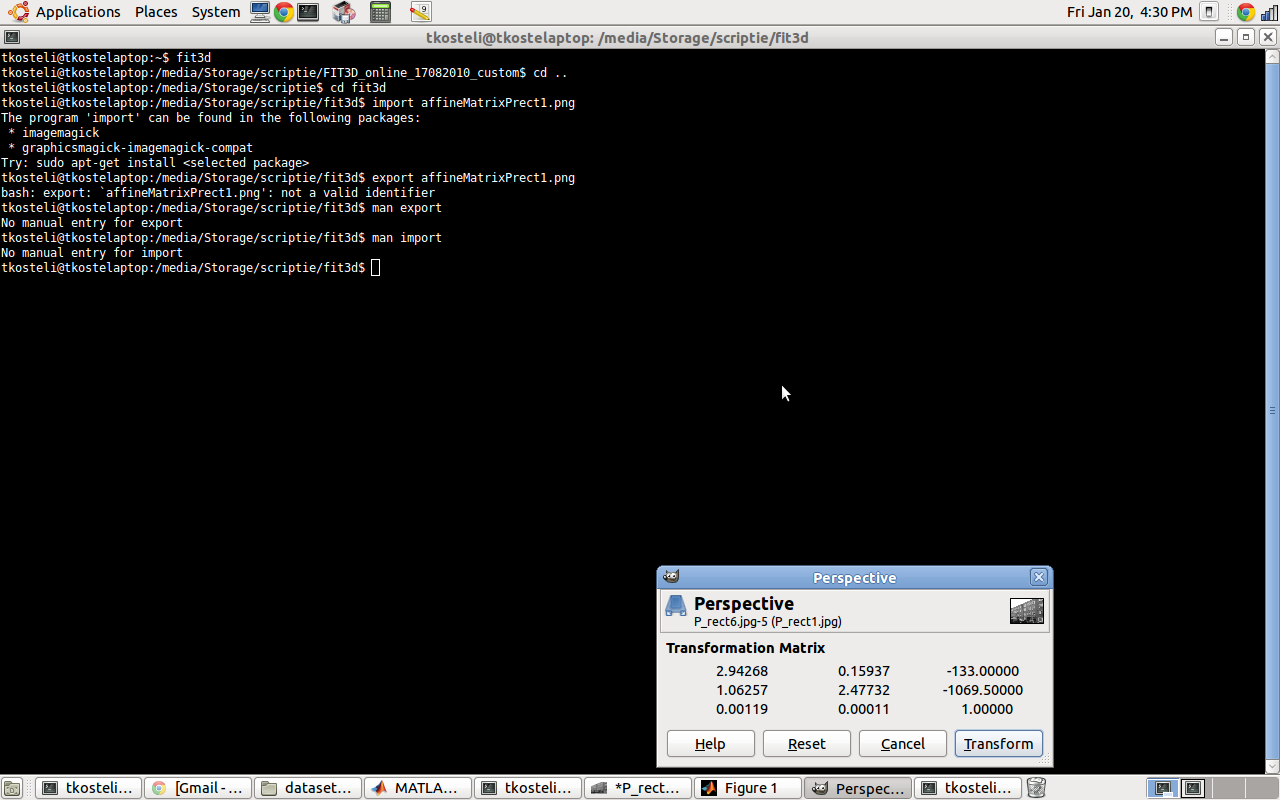 Applications Places System Fri Jan 20, 4:30 PM
tkosteli@tkostelaptop: /media/Storage/scriptie/fit3d
tkosteli@tkostelaptop:~$ fit3d
tkosteli@tkostelaptop:/media/Storage/scriptie/FIT3D_online_17082010_custom$ cd ..
tkosteli@tkostelaptop:/media/Storage/scriptie$ cd fit3d
tkosteli@tkostelaptop:/media/Storage/scriptie/fit3d$ import affineMatrixPrect1.png
The program 'import' can be found in the following packages:
 * imagemagick
 * graphicsmagick-imagemagick-compat
Try: sudo apt-get install <selected package>
tkosteli@tkostelaptop:/media/Storage/scriptie/fit3d$ export affineMatrixPrect1.png
bash: export: `affineMatrixPrect1.png': not a valid identifier
tkosteli@tkostelaptop:/media/Storage/scriptie/fit3d$ man export
No manual entry for export
tkosteli@tkostelaptop:/media/Storage/scriptie/fit3d$ man import
No manual entry for import
tkosteli@tkostelaptop:/media/Storage/scriptie/fit3d$
Perspective
Perspective
P_rect6.jpg-5 (P_rect1.jpg)
Transformation Matrix
2.94268 0.15937 -133.00000
1.06257 2.47732 -1069.50000
0.00119 0.00011 1.00000
Help Reset Cancel Transform
tkosteli... [Gmail -... dataset... MATLA... tkosteli... *P_rect... Figure 1 Perspec... tkosteli...